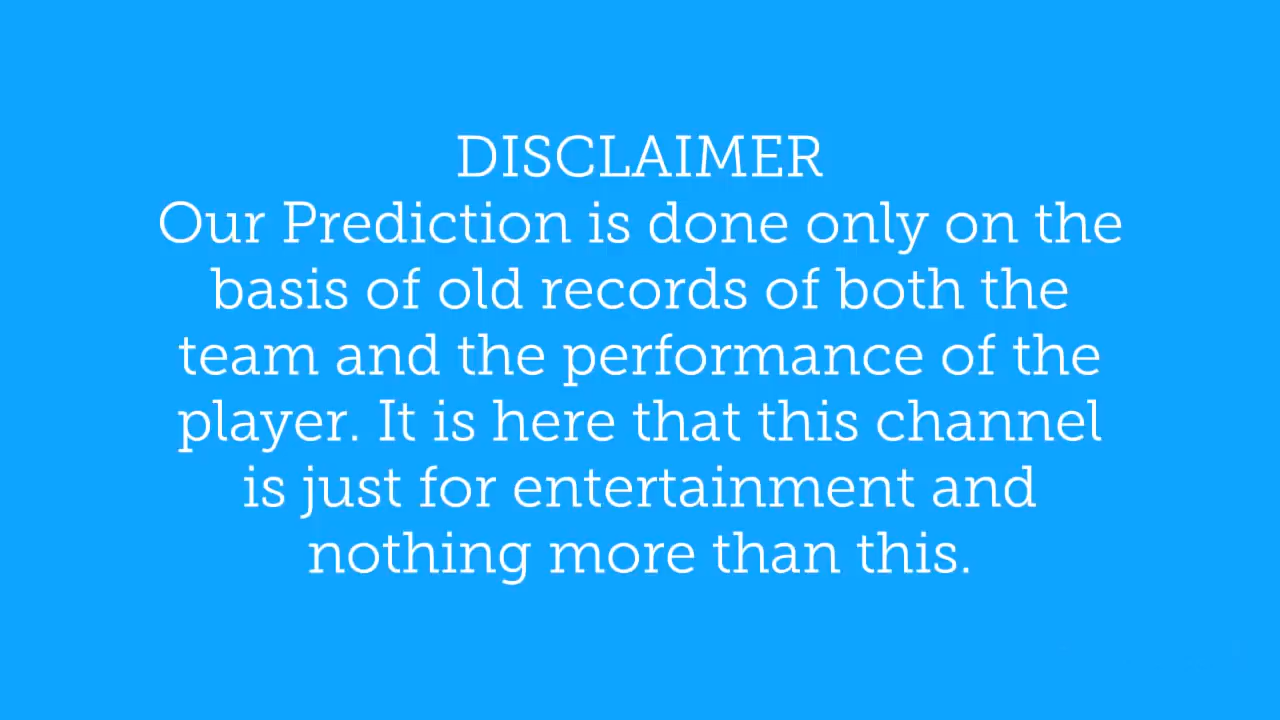 DISCLAIMER
Our Prediction is done only on the
basis of old records of both the
team and the performance of the
player. It is here that this channel
is just for entertainment and
nothing more than this.